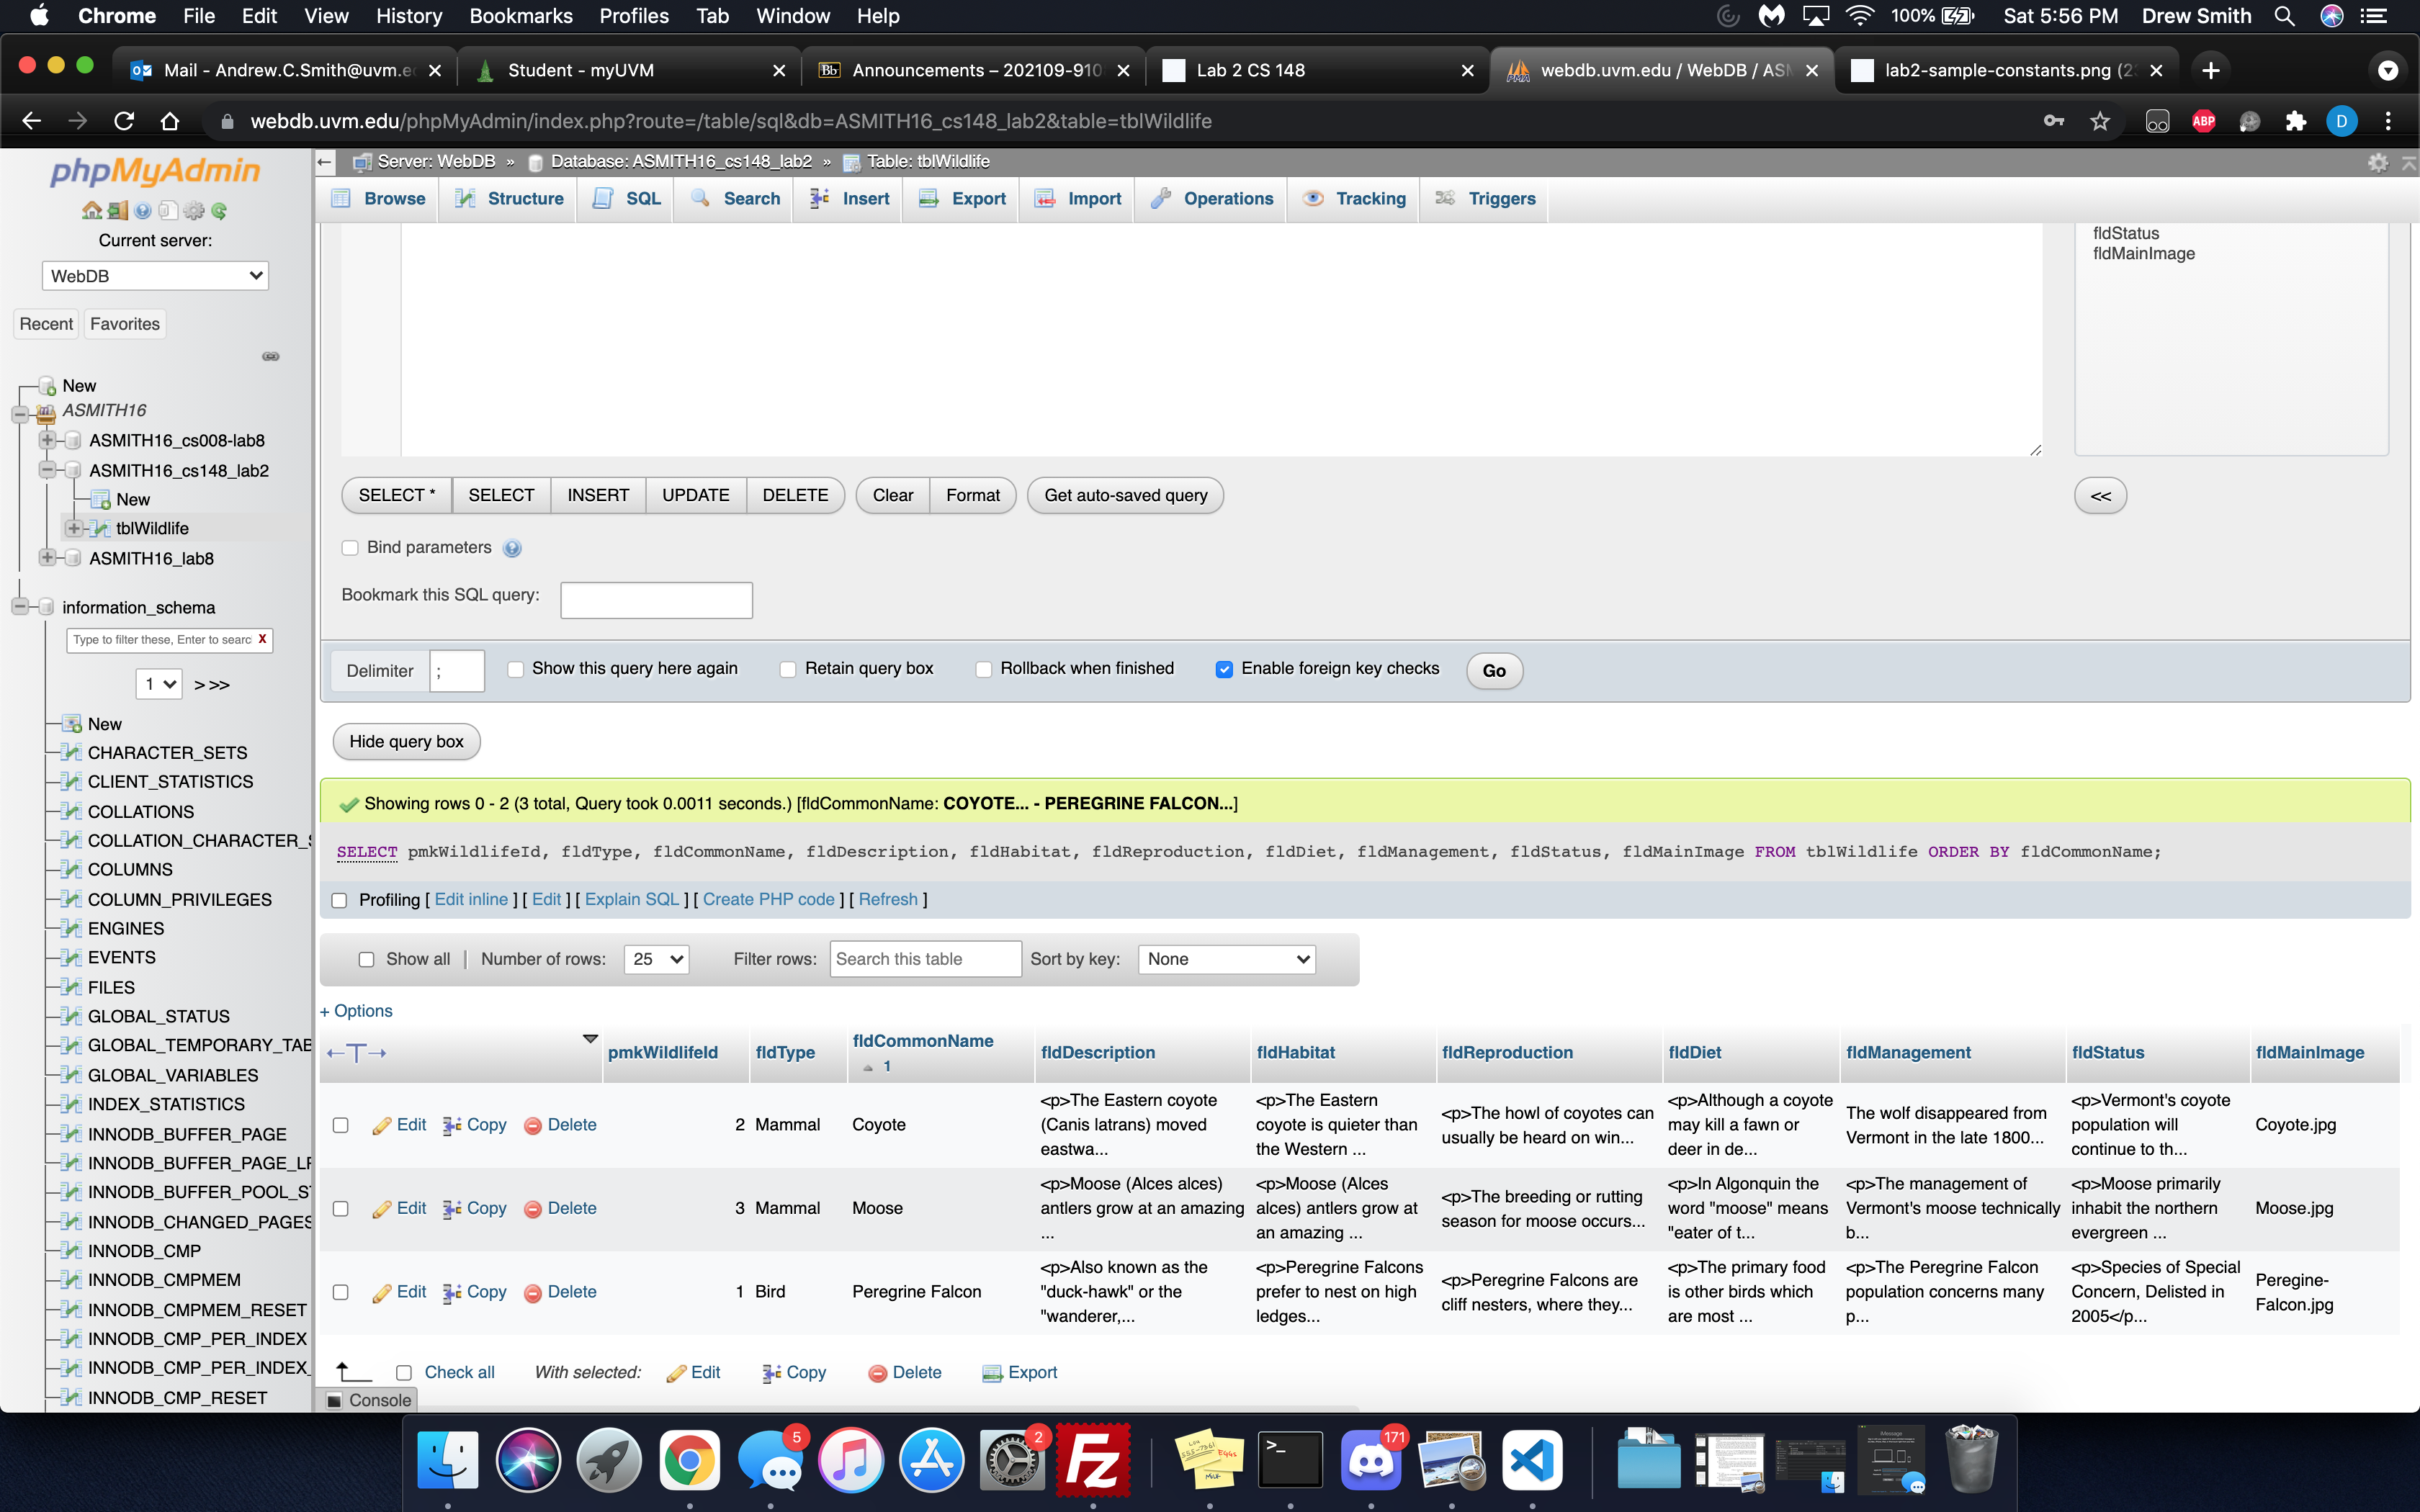 Chrome File Edit View History Bookmarks Profiles Tab Window Help 100% Sat 5:56 PM Drew Smith
Mail - Andrew.C.Smith@uvm.e
Student - myUVM
Bb Announcements – 202109-910
Lab 2 CS 148
webdb.uvm.edu / WebDB / ASM
lab2-sample-constants.png (2
webdb.uvm.edu/phpMyAdmin/index.php?route=/table/sql&db=ASMITH16_cs148_lab2&table=tblWildlife
ABP
D
phpMyAdmin
Current server:
WebDB
Recent Favorites
New
ASMITH16
ASMITH16_cs008-lab8
ASMITH16_cs148_lab2
New
tblWildlife
ASMITH16_lab8
information_schema
Type to filter these, Enter to searc X
1 > >>
New
CHARACTER_SETS
CLIENT_STATISTICS
COLLATIONS
COLLATION_CHARACTER_S
COLUMNS
COLUMN_PRIVILEGES
ENGINES
EVENTS
FILES
GLOBAL_STATUS
GLOBAL_TEMPORARY_TAB
GLOBAL_VARIABLES
INDEX_STATISTICS
INNODB_BUFFER_PAGE
INNODB_BUFFER_PAGE_LR
INNODB_BUFFER_POOL_ST
INNODB_CHANGED_PAGES
INNODB_CMP
INNODB_CMPMEM
INNODB_CMPMEM_RESET
INNODB_CMP_PER_INDEX
INNODB_CMP_PER_INDEX_
INNODB_CMP_RESET
Server: WebDB » Database: ASMITH16_cs148_lab2 » Table: tblWildlife
Browse Structure SQL Search Insert Export Import Operations Tracking Triggers
fldStatus
fldMainImage
SELECT * SELECT INSERT UPDATE DELETE Clear Format Get auto-saved query <<
Bind parameters
Bookmark this SQL query:
Delimiter ; Show this query here again Retain query box Rollback when finished Enable foreign key checks Go
Hide query box
Showing rows 0 - 2 (3 total, Query took 0.0011 seconds.) [fldCommonName: COYOTE... - PEREGRINE FALCON...]
SELECT pmkWildlifeId, fldType, fldCommonName, fldDescription, fldHabitat, fldReproduction, fldDiet, fldManagement, fldStatus, fldMainImage FROM tblWildlife ORDER BY fldCommonName;
Profiling [ Edit inline ] [ Edit ] [ Explain SQL ] [ Create PHP code ] [ Refresh ]
Show all | Number of rows: 25 Filter rows: Search this table Sort by key: None
+ Options
←T→ pmkWildlifeId fldType fldCommonName 1 fldDescription fldHabitat fldReproduction fldDiet fldManagement fldStatus fldMainImage
Edit Copy Delete 2 Mammal Coyote
<p>The Eastern coyote
(Canis latrans) moved
eastwa...
<p>The Eastern
coyote is quieter than
the Western ...
<p>The howl of coyotes can
usually be heard on win...
<p>Although a coyote
may kill a fawn or
deer in de...
The wolf disappeared from
Vermont in the late 1800...
<p>Vermont's coyote
population will
continue to th...
Coyote.jpg
Edit Copy Delete 3 Mammal Moose
<p>Moose (Alces alces)
antlers grow at an amazing
...
<p>Moose (Alces
alces) antlers grow at
an amazing ...
<p>The breeding or rutting
season for moose occurs...
<p>In Algonquin the
word "moose" means
"eater of t...
<p>The management of
Vermont's moose technically
b...
<p>Moose primarily
inhabit the northern
evergreen ...
Moose.jpg
Edit Copy Delete 1 Bird Peregrine Falcon
<p>Also known as the
"duck-hawk" or the
"wanderer,...
<p>Peregrine Falcons
prefer to nest on high
ledges...
<p>Peregrine Falcons are
cliff nesters, where they...
<p>The primary food
is other birds which
are most ...
<p>The Peregrine Falcon
population concerns many
p...
<p>Species of Special
Concern, Delisted in
2005</p...
Peregrine-
Falcon.jpg
Check all With selected: Edit Copy Delete Export
Console
5
2
Fz
EGGS
MILK
>_
171